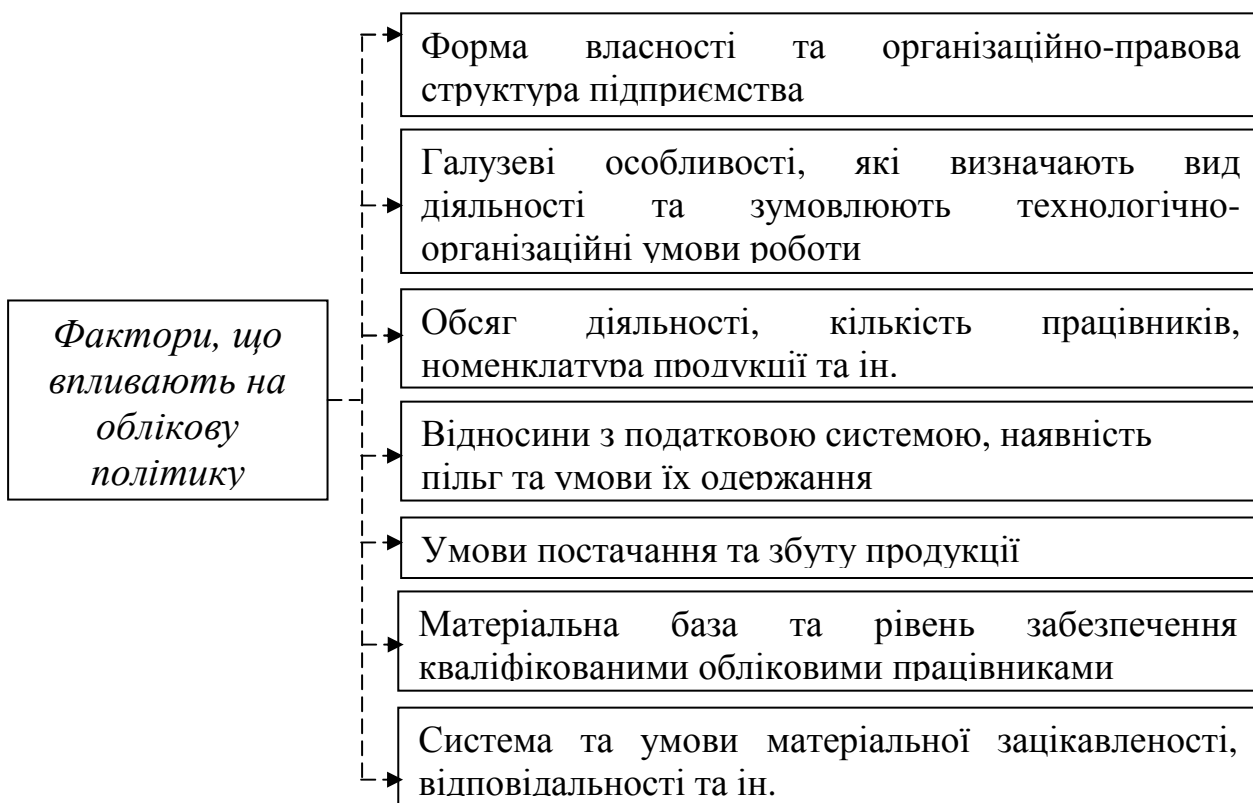 Форма власності та організаційно-правова
структура підприємства
Галузеві особливості, які визначають вид
діяльності та зумовлюють технологічно-
організаційні умови роботи
Фактори, що
впливають на
облікову
політику
Обсяг діяльності, кількість працівників,
номенклатура продукції та ін.
Відносини з податковою системою, наявність
пільг та умови їх одержання
Умови постачання та збуту продукції
Матеріальна база та рівень забезпечення
кваліфікованими обліковими працівниками
Система та умови матеріальної зацікавленості,
відповідальності та ін.